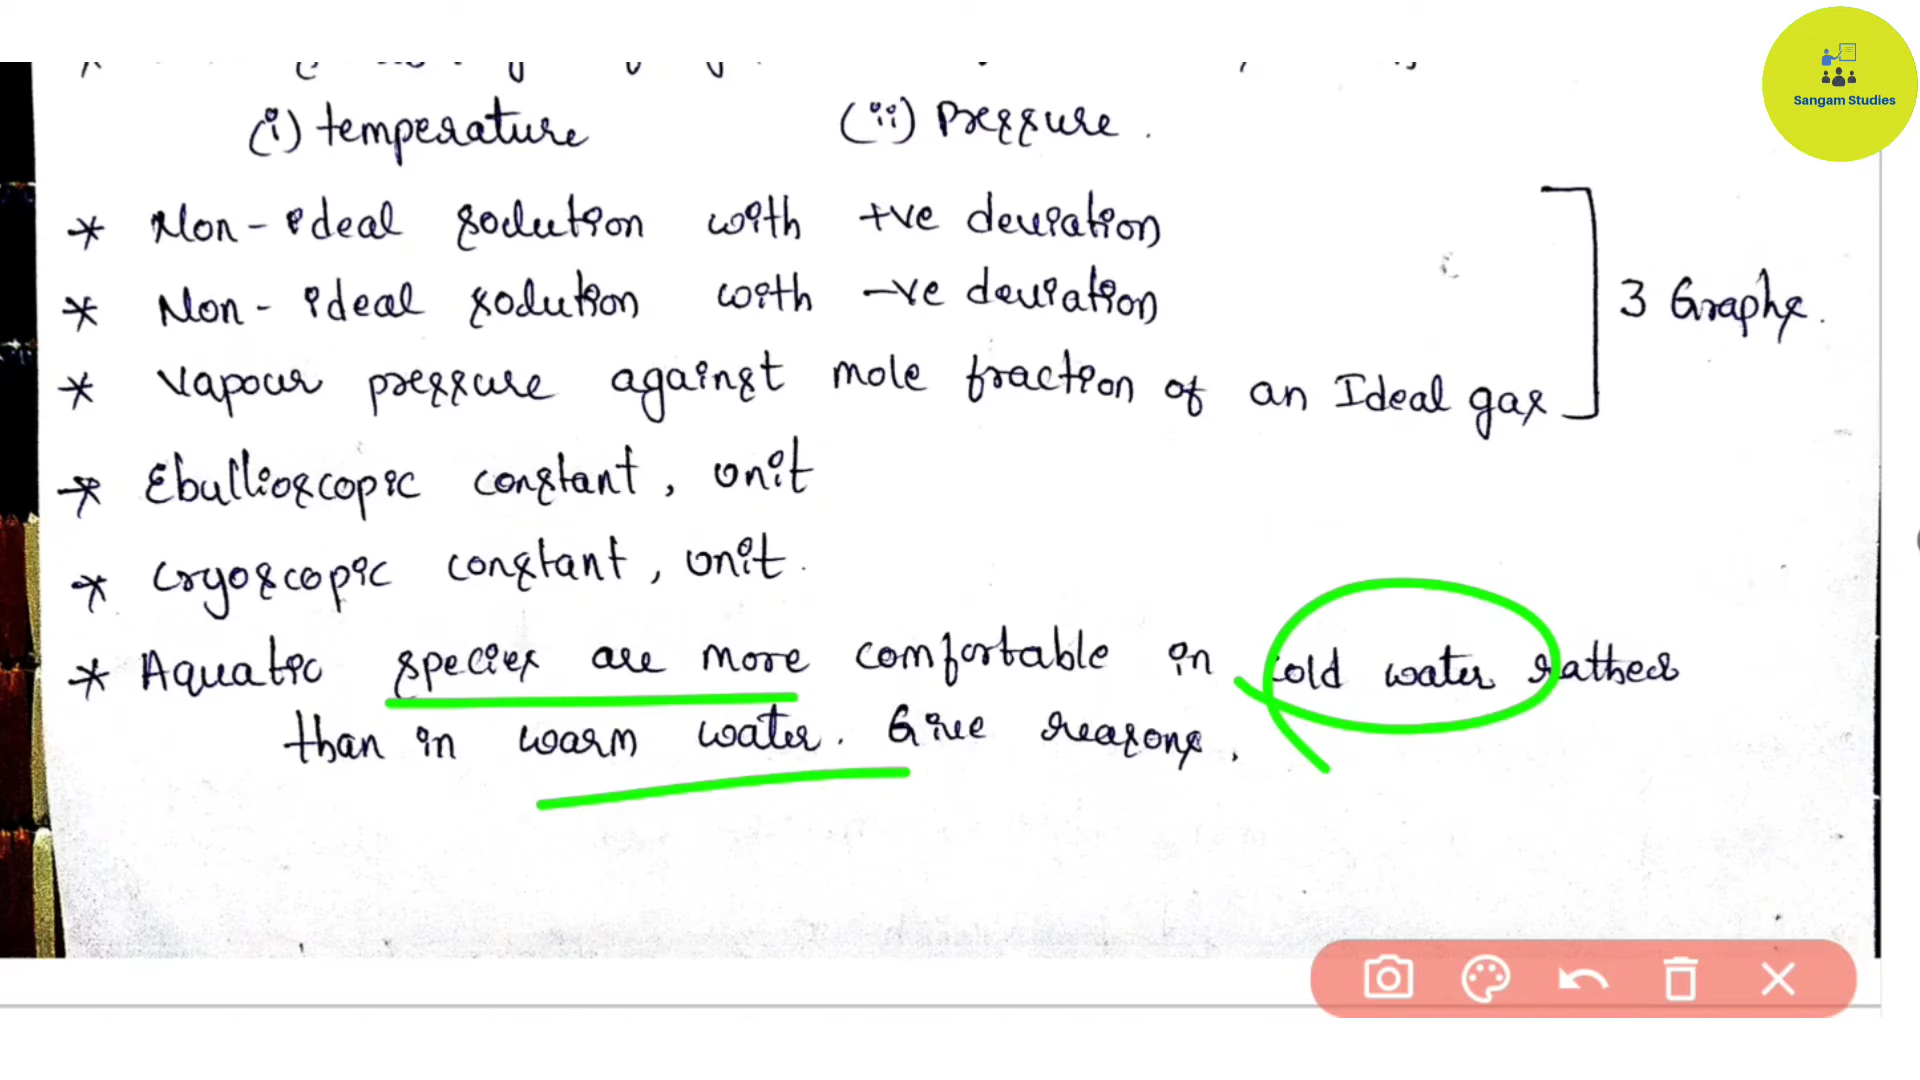 Sangam Studies
(i) temperature (ii) Pressure.
* Non-ideal solution with +ve deviation
* Non-ideal solution with -ve deviation
3 Graphs.
* Vapour pressure against mole fraction of an Ideal gas
* Ebullioscopic constant, unit
* Cryoscopic constant, unit.
* Aquatic species are more comfortable in cold water rather
than in warm water. Give reasons.